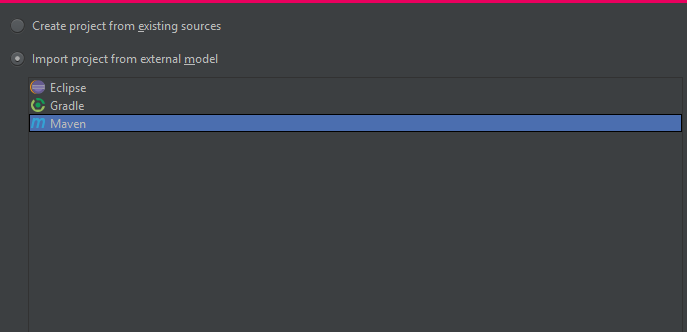 Create project from existing sources
Import project from external model
Eclipse
Gradle
Maven